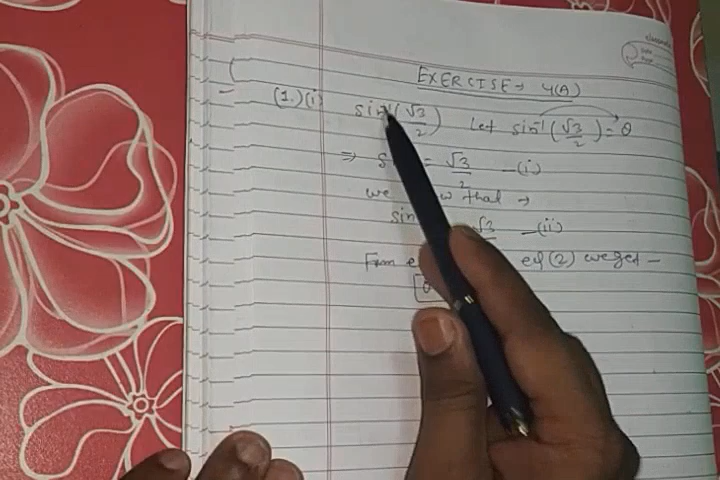 EXERCISE → 4(A)
(1.)(i) sin⁻¹(√3/2) Let sin⁻¹(√3/2) = θ
⇒ = √3/2 —(i)
we that →
sin √3 —(ii)
From eq(2) we get —